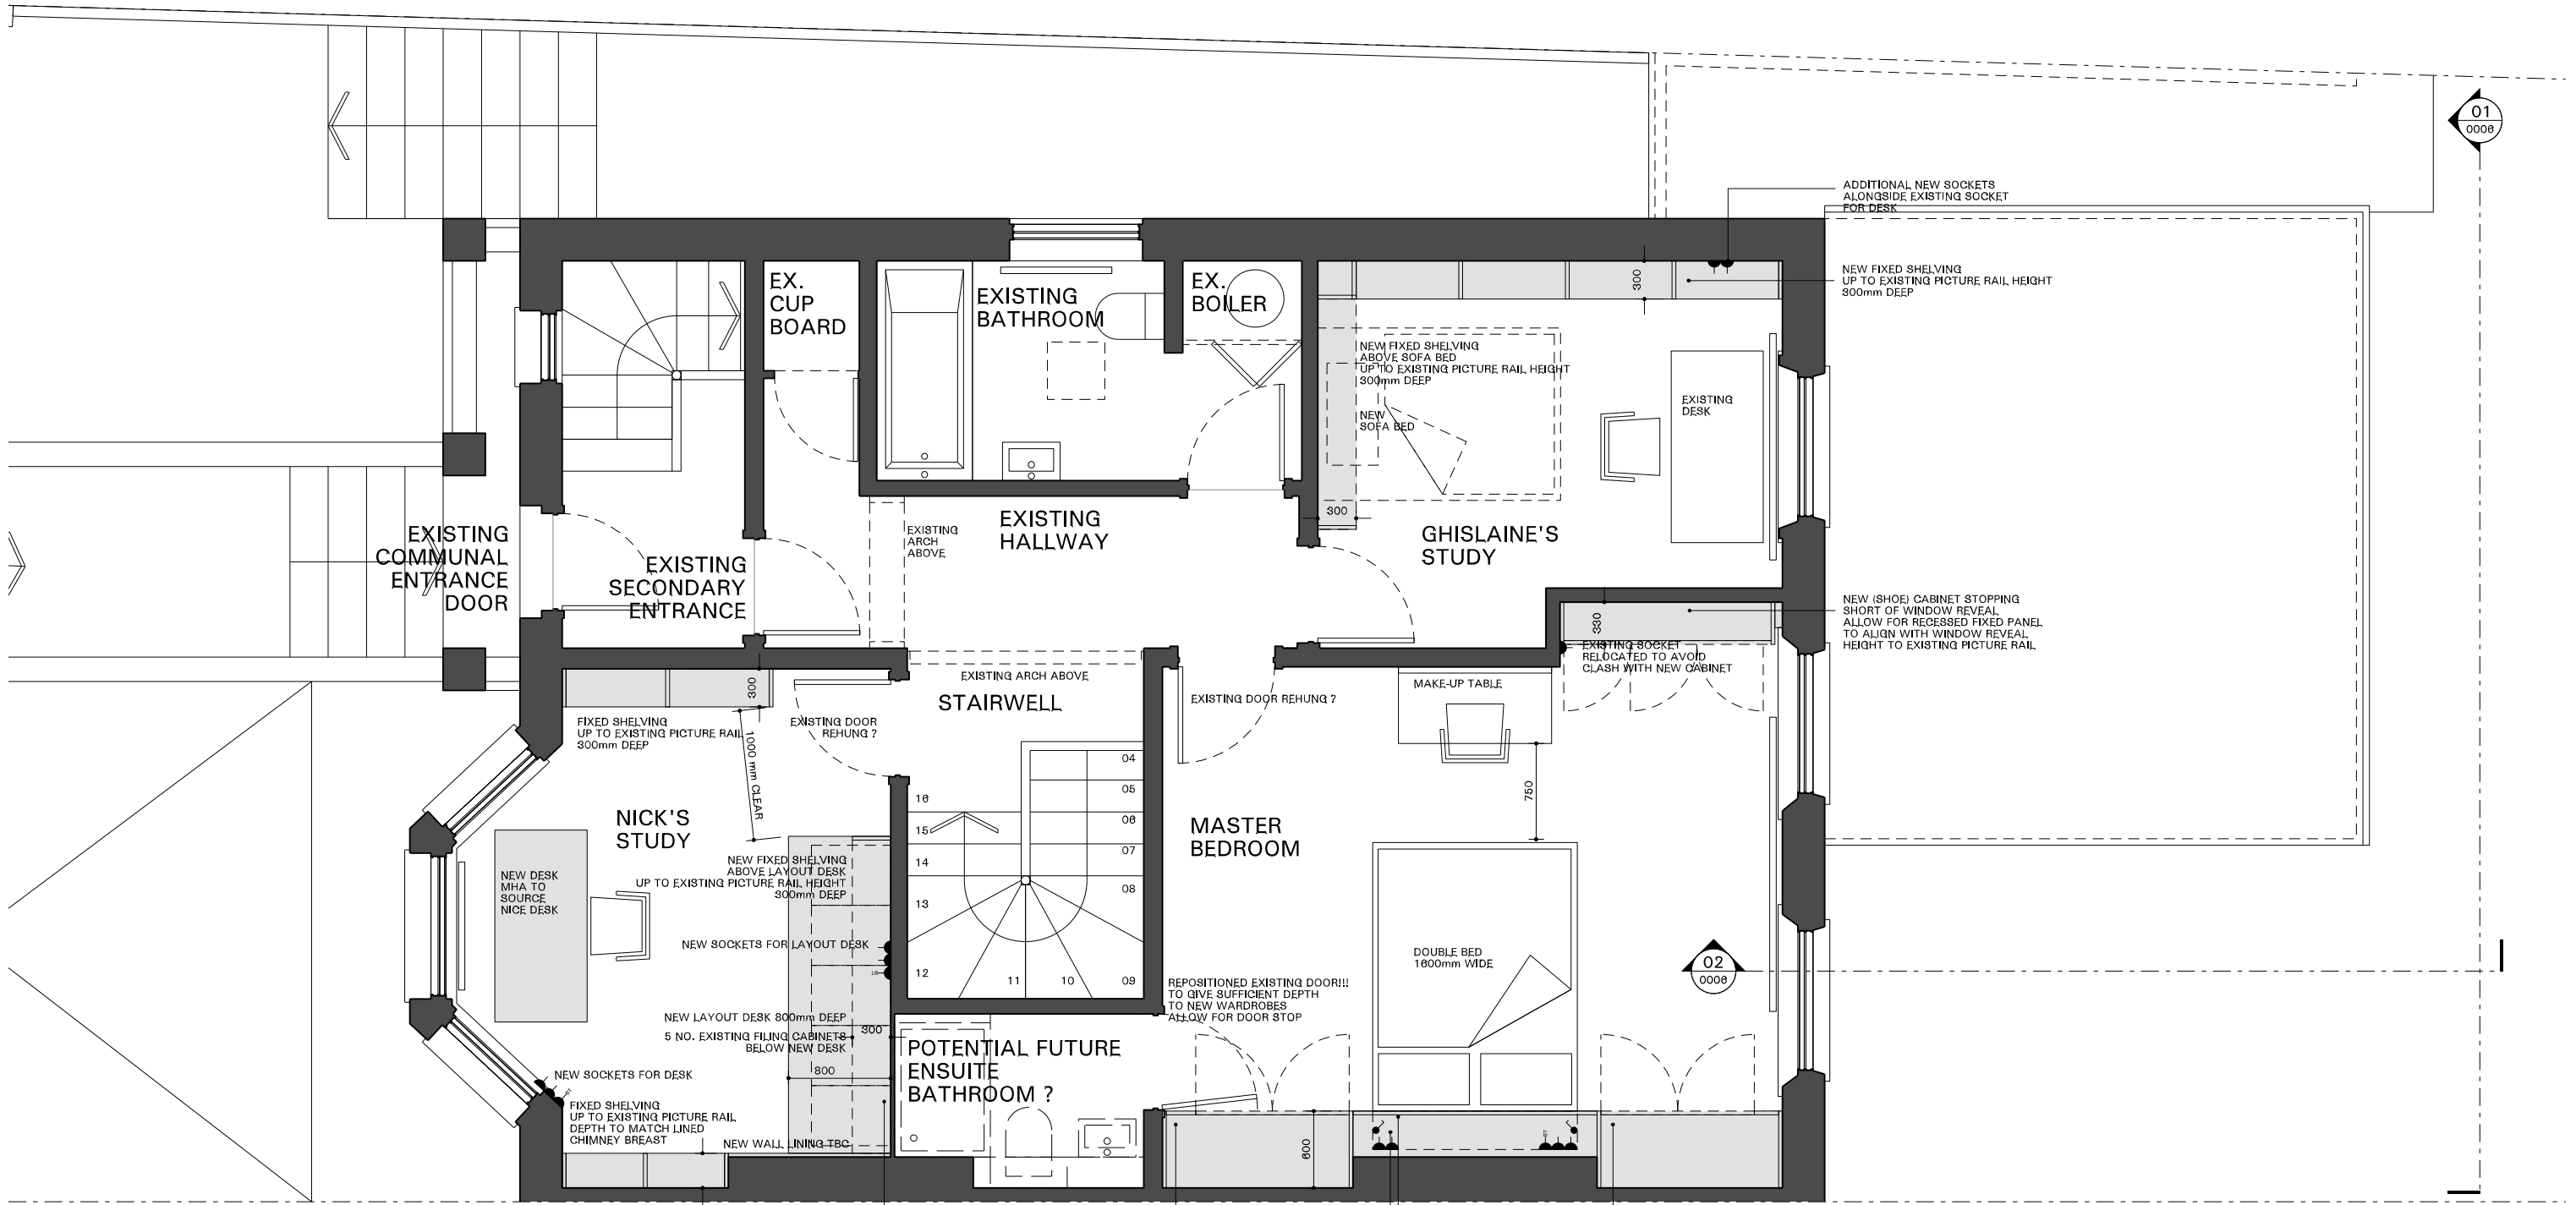 01
0006
ADDITIONAL NEW SOCKETS
ALONGSIDE EXISTING SOCKET
FOR DESK
NEW FIXED SHELVING
UP TO EXISTING PICTURE RAIL HEIGHT
300mm DEEP
EX.
CUP
BOARD
EXISTING
BATHROOM
EX.
BOILER
300
NEW FIXED SHELVING
ABOVE SOFA BED
UP TO EXISTING PICTURE RAIL HEIGHT
300mm DEEP
NEW
SOFA BED
EXISTING
DESK
300
EXISTING
COMMUNAL
ENTRANCE
DOOR
EXISTING
SECONDARY
ENTRANCE
EXISTING
ARCH
ABOVE
EXISTING
HALLWAY
GHISLAINE'S
STUDY
NEW (SHOE) CABINET STOPPING
SHORT OF WINDOW REVEAL
ALLOW FOR RECESSED FIXED PANEL
TO ALIGN WITH WINDOW REVEAL
HEIGHT TO EXISTING PICTURE RAIL
330
EXISTING SOCKET
RELOCATED TO AVOID
CLASH WITH NEW CABINET
300
FIXED SHELVING
UP TO EXISTING PICTURE RAIL
300mm DEEP
1000 mm CLEAR
EXISTING DOOR
REHUNG ?
EXISTING ARCH ABOVE
STAIRWELL
EXISTING DOOR REHUNG ?
MAKE-UP TABLE
750
NICK'S
STUDY
MASTER
BEDROOM
04
05
06
07
08
09
10
11
12
13
14
15
16
NEW DESK
MHA TO
SOURCE
NICE DESK
NEW FIXED SHELVING
ABOVE LAYOUT DESK
UP TO EXISTING PICTURE RAIL HEIGHT
300mm DEEP
NEW SOCKETS FOR LAYOUT DESK
BT
NEW LAYOUT DESK 800mm DEEP
5 NO. EXISTING FILING CABINETS
BELOW NEW DESK
300
800
DOUBLE BED
1600mm WIDE
02
0006
REPOSITIONED EXISTING DOOR!!!
TO GIVE SUFFICIENT DEPTH
TO NEW WARDROBES
ALLOW FOR DOOR STOP
POTENTIAL FUTURE
ENSUITE
BATHROOM ?
NEW SOCKETS FOR DESK
BT
FIXED SHELVING
UP TO EXISTING PICTURE RAIL
DEPTH TO MATCH LINED
CHIMNEY BREAST
NEW WALL LINING TBC
600
BT